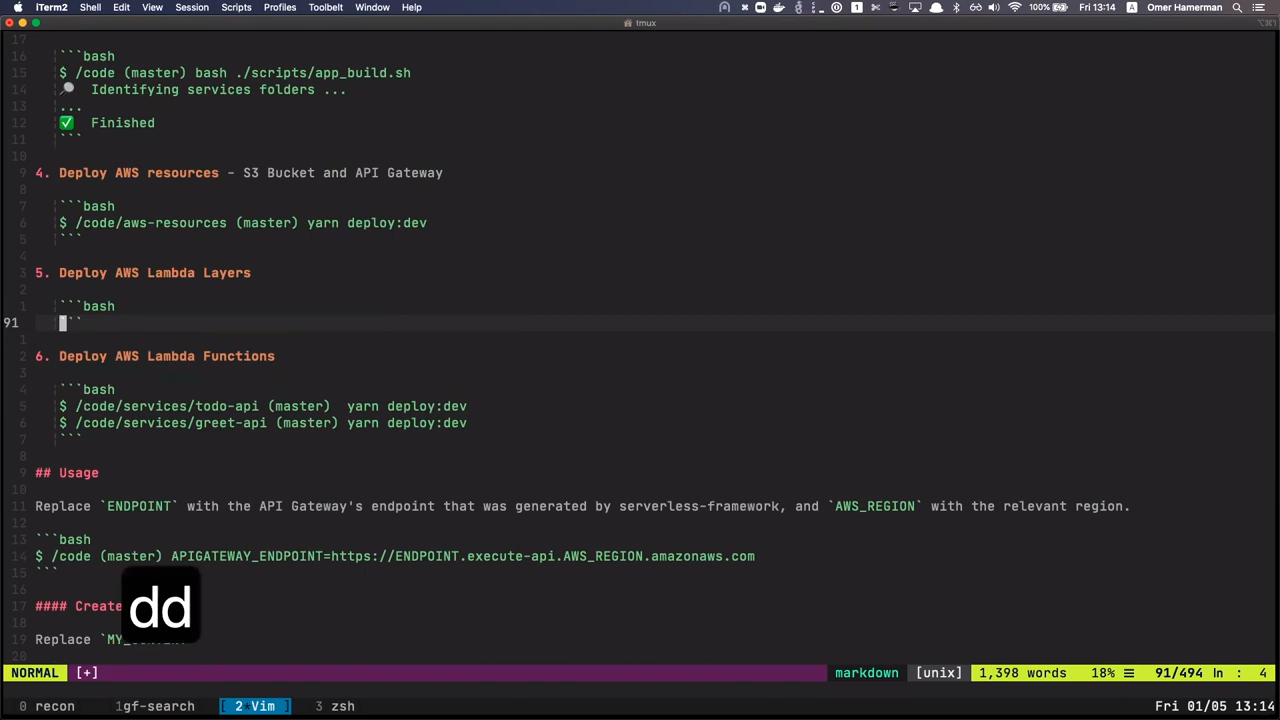 iTerm2 Shell Edit View Session Scripts Profiles Toolbelt Window Help 1 100% Fri 13:14 A Omer Hamerman
tmux
17
16 ```bash
15 $ /code (master) bash ./scripts/app_build.sh
14 🔎 Identifying services folders ...
13 ...
12 ✅ Finished
11 ```
10
9 4. Deploy AWS resources - S3 Bucket and API Gateway
8
7 ```bash
6 $ /code/aws-resources (master) yarn deploy:dev
5 ```
4
3 5. Deploy AWS Lambda Layers
2
1 ```bash
91 ```
1
2 6. Deploy AWS Lambda Functions
3
4 ```bash
5 $ /code/services/todo-api (master)  yarn deploy:dev
6 $ /code/services/greet-api (master) yarn deploy:dev
7 ```
8
9 ## Usage
10
11 Replace `ENDPOINT` with the API Gateway's endpoint that was generated by serverless-framework, and `AWS_REGION` with the relevant region.
12
13 ```bash
14 $ /code (master) APIGATEWAY_ENDPOINT=https://ENDPOINT.execute-api.AWS_REGION.amazonaws.com
15 ```
16
17 #### Create
18
19 Replace `MY_
20
dd
NORMAL [+] markdown [unix] 1,398 words 18% ☰ 91/494 ln : 4
0 recon 1gf-search 2*Vim 3 zsh Fri 01/05 13:14